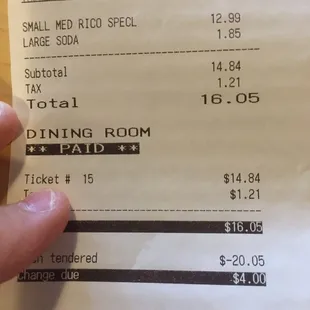 SMALL MED RICO SPECL 12.99
LARGE SODA 1.85
Subtotal 14.84
TAX 1.21
Total 16.05
DINING ROOM
** PAID **
Ticket # 15 $14.84
$1.21
$16.05
tendered $-20.05
change due $4.00